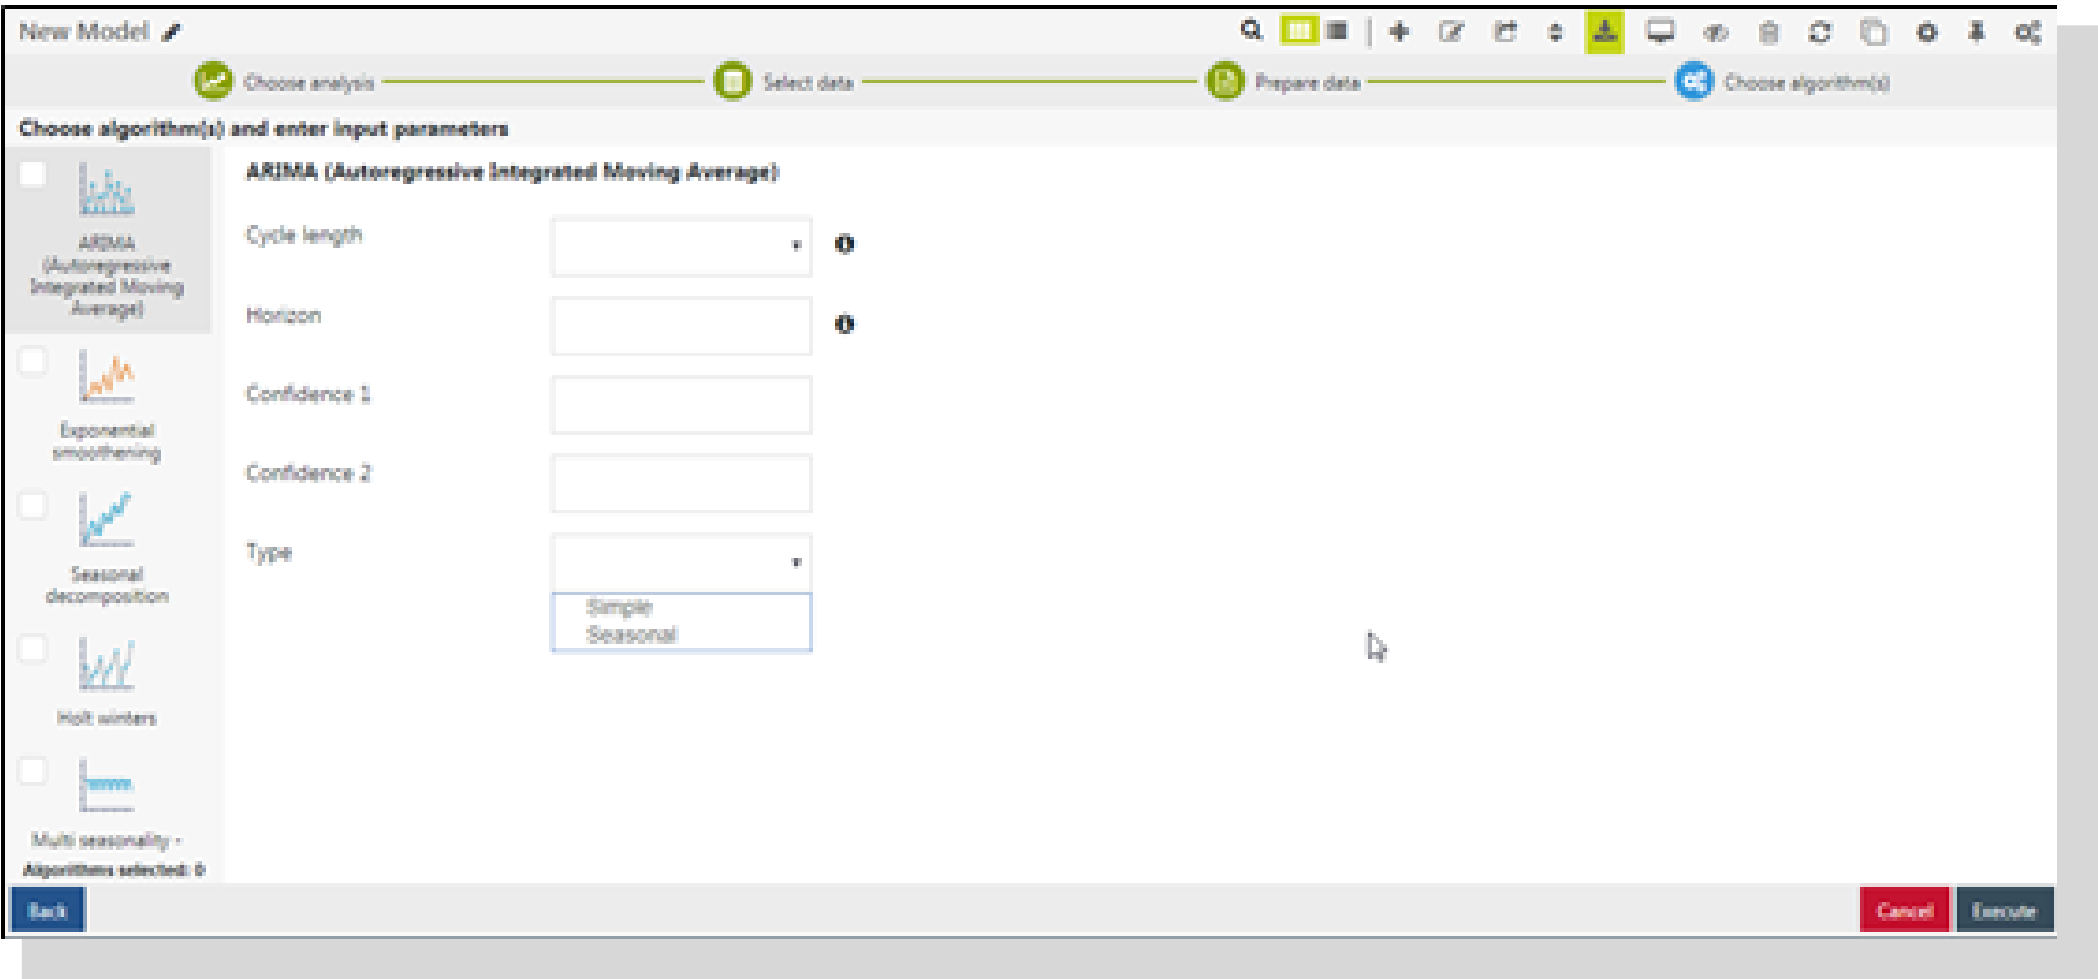 New Model
Choose analysis
Select data
Prepare data
Choose algorithm(s)
Choose algorithm(s) and enter input parameters
ARIMA
(Autoregressive
Integrated Moving
Average)
Exponential
smoothening
Seasonal
decomposition
Holt winters
Multi seasonality -
Algorithms selected: 0
ARIMA (Autoregressive Integrated Moving Average)
Cycle length
Horizon
Confidence 1
Confidence 2
Type
Simple
Seasonal
Back
Cancel
Execute